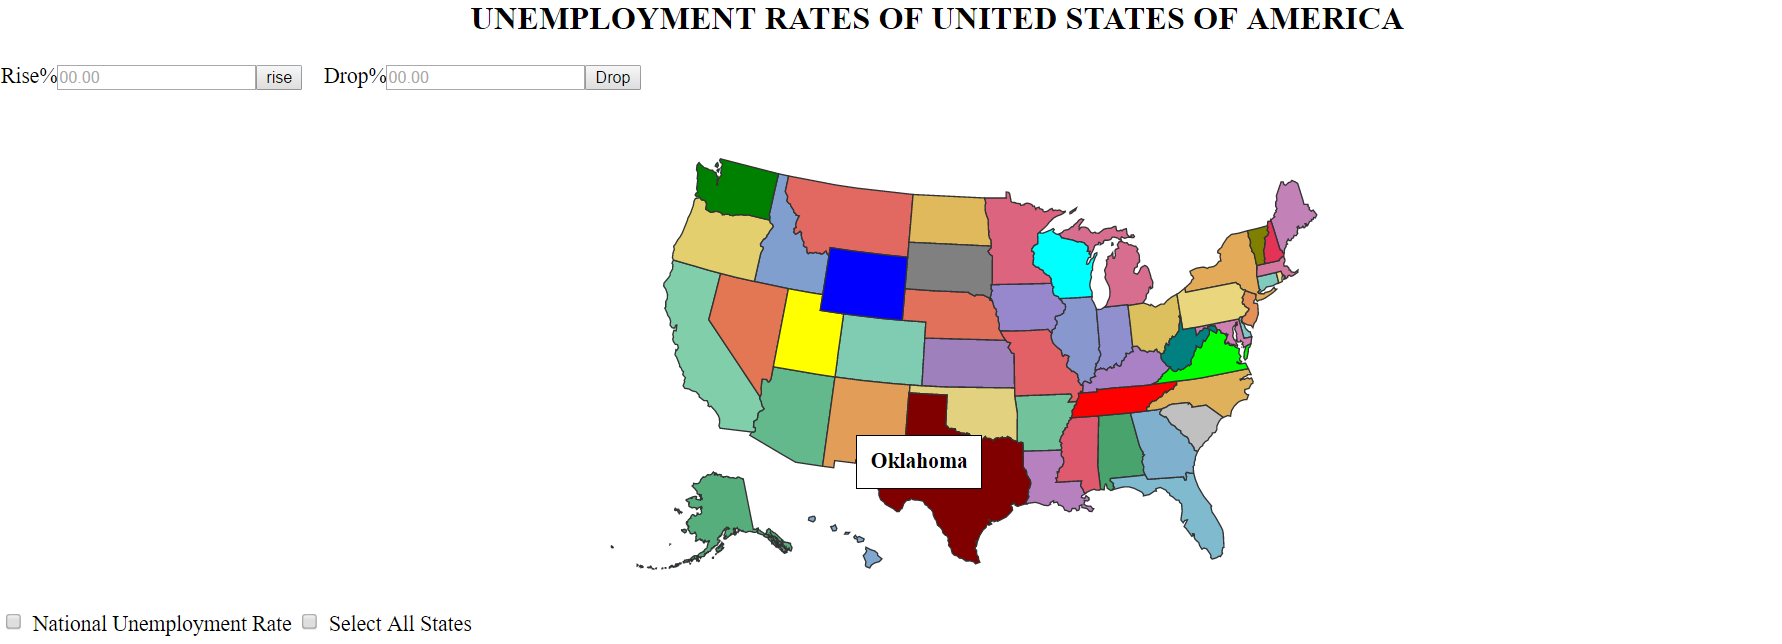 UNEMPLOYMENT RATES OF UNITED STATES OF AMERICA
Rise% 00.00 rise Drop% 00.00 Drop
Oklahoma
National Unemployment Rate Select All States